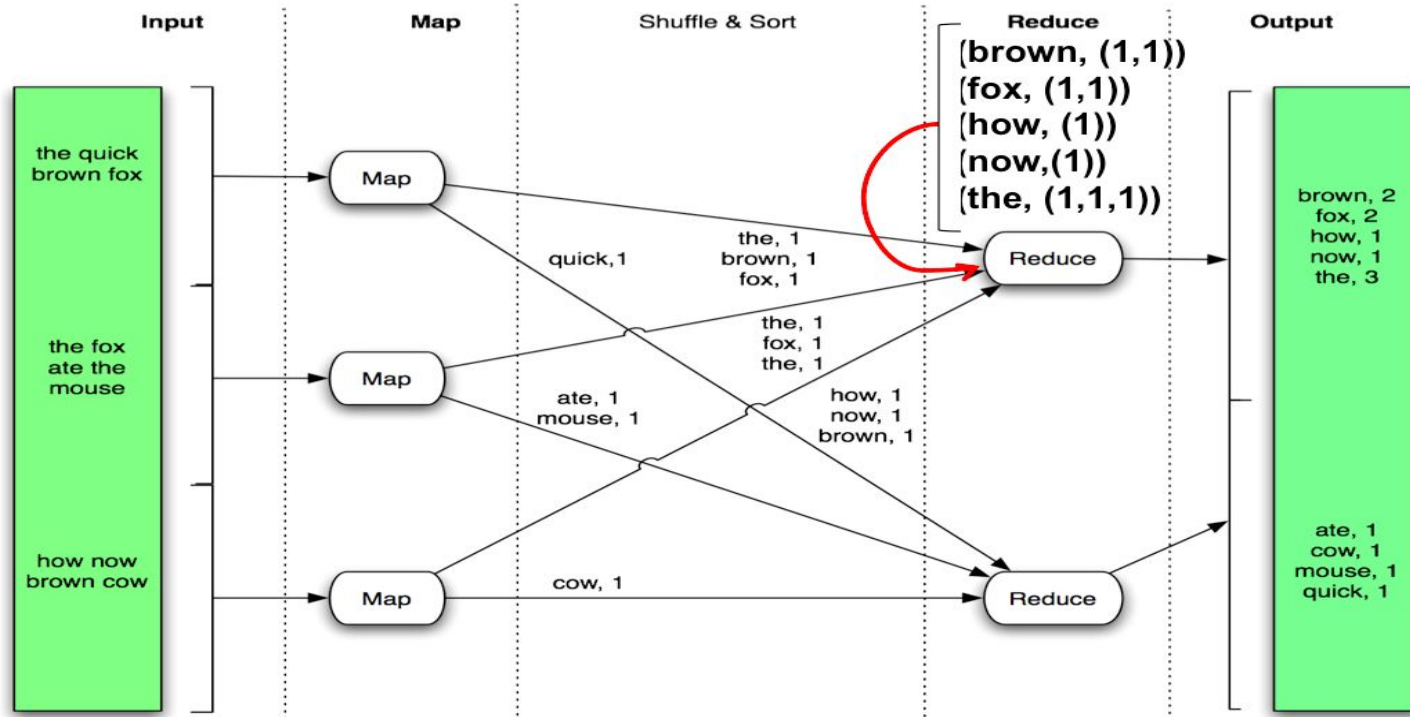 Input
Map
Shuffle & Sort
Reduce
Output
the quick
brown fox
the fox
ate the
mouse
how now
brown cow
Map
Map
Map
quick,1
the, 1
brown, 1
fox, 1
the, 1
fox, 1
the, 1
ate, 1
mouse, 1
how, 1
now, 1
brown, 1
cow, 1
(brown, (1,1))
(fox, (1,1))
(how, (1))
(now,(1))
(the, (1,1,1))
Reduce
Reduce
brown, 2
fox, 2
how, 1
now, 1
the, 3
ate, 1
cow, 1
mouse, 1
quick, 1